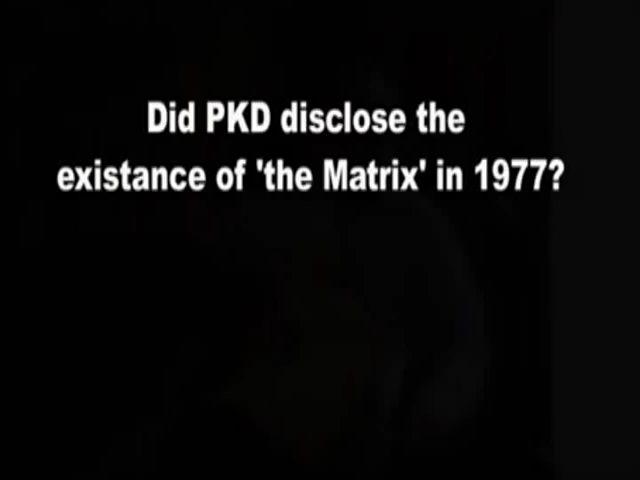 Did PKD disclose the
existance of 'the Matrix' in 1977?